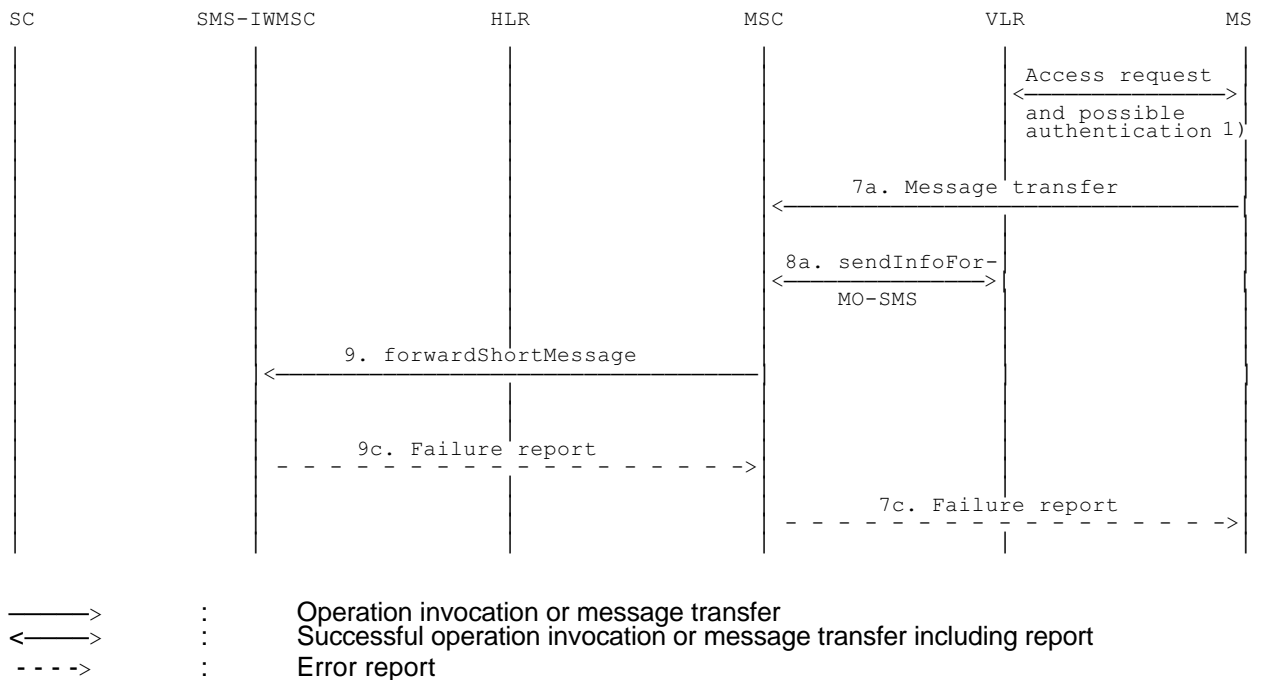 SC SMS-IWMSC HLR MSC VLR MS
Access request
and possible
authentication 1)
7a. Message transfer
8a. sendInfoFor-
MO-SMS
9. forwardShortMessage
9c. Failure report
7c. Failure report
: Operation invocation or message transfer
: Successful operation invocation or message transfer including report
: Error report